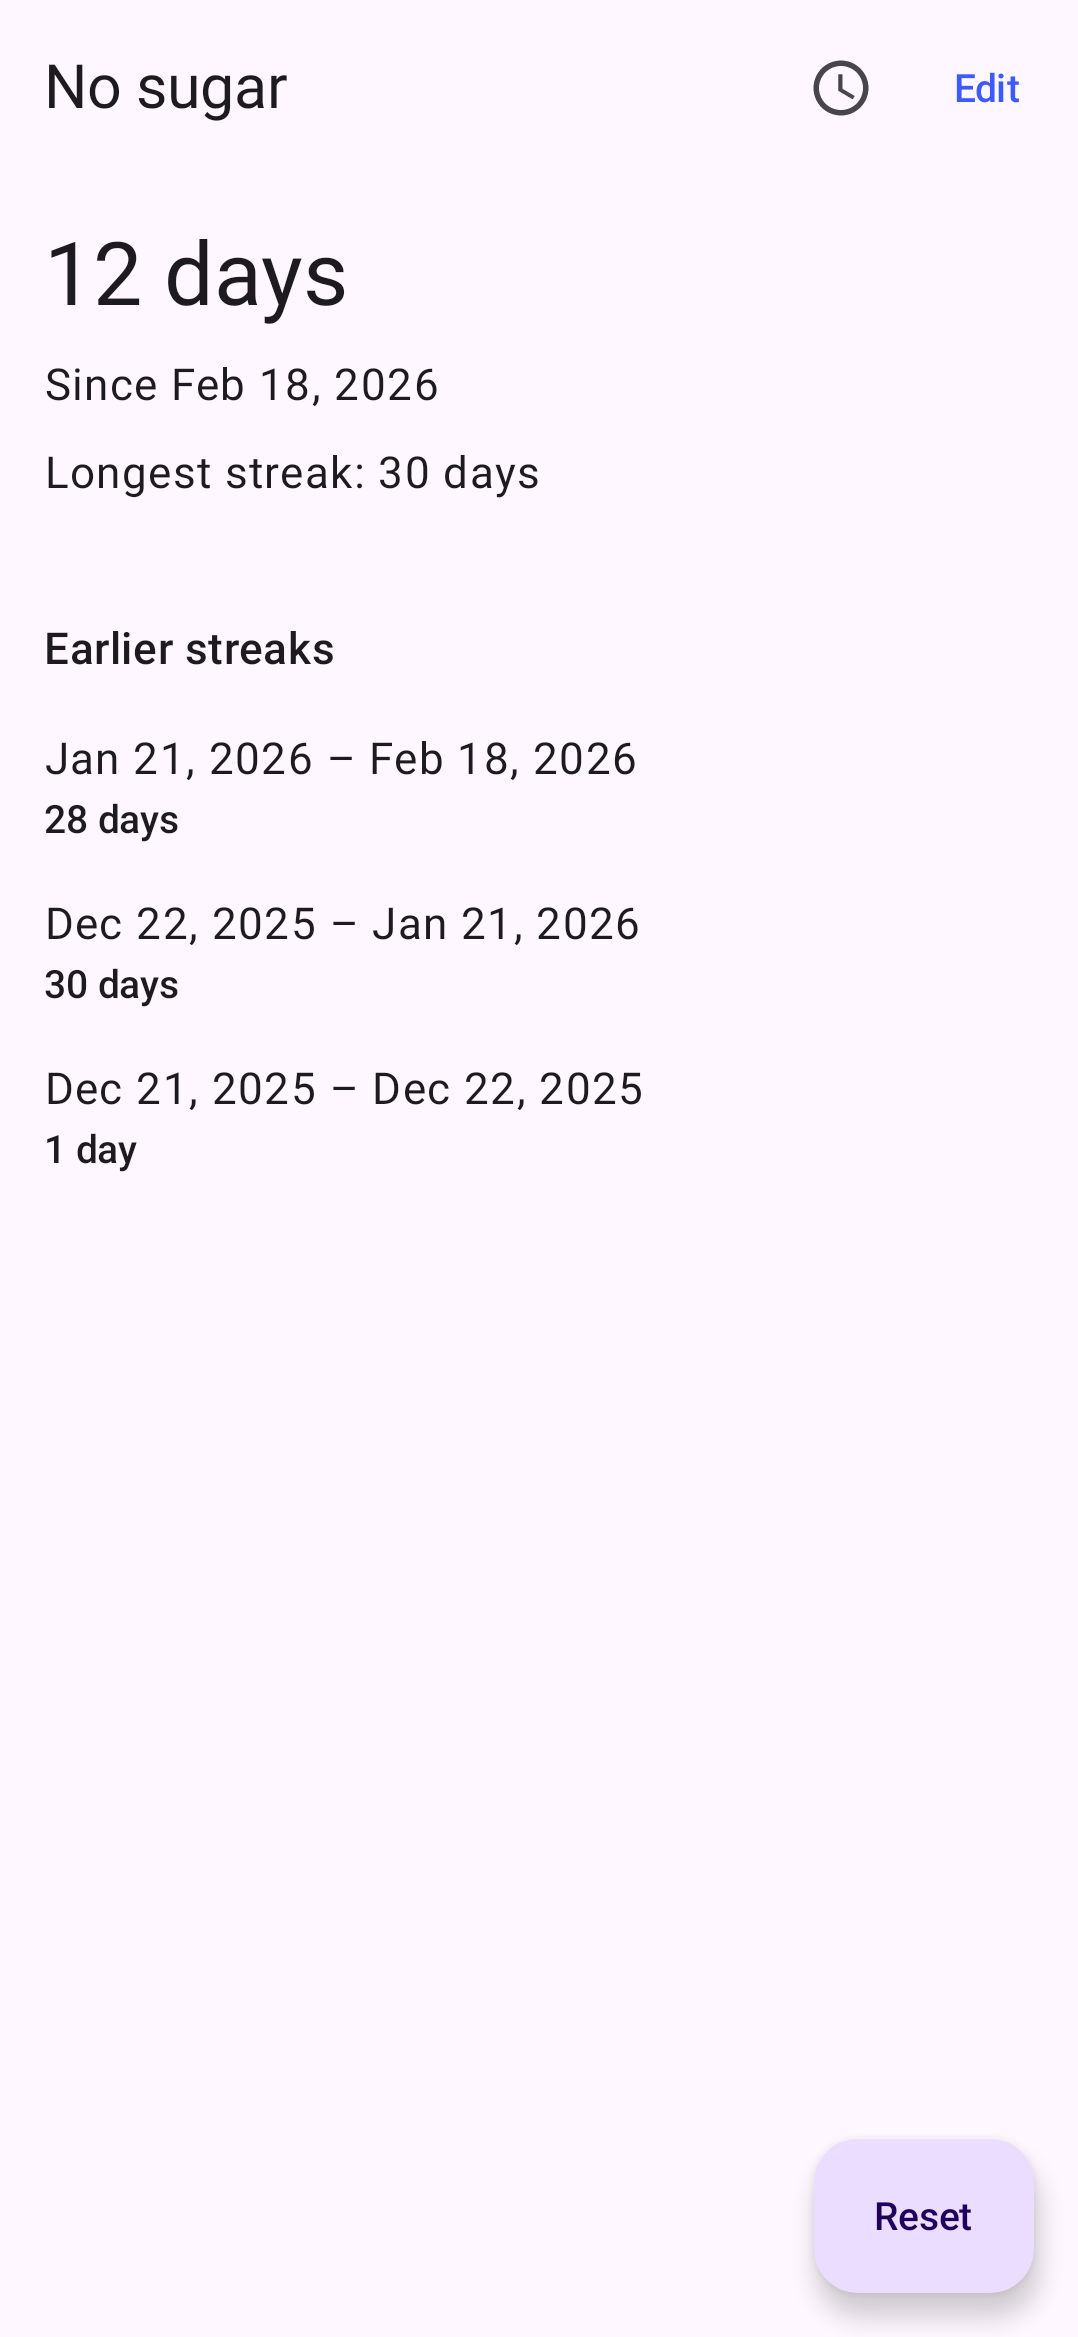 No sugar
Edit
12 days
Since Feb 18, 2026
Longest streak: 30 days
Earlier streaks
Jan 21, 2026 – Feb 18, 2026
28 days
Dec 22, 2025 – Jan 21, 2026
30 days
Dec 21, 2025 – Dec 22, 2025
1 day
Reset